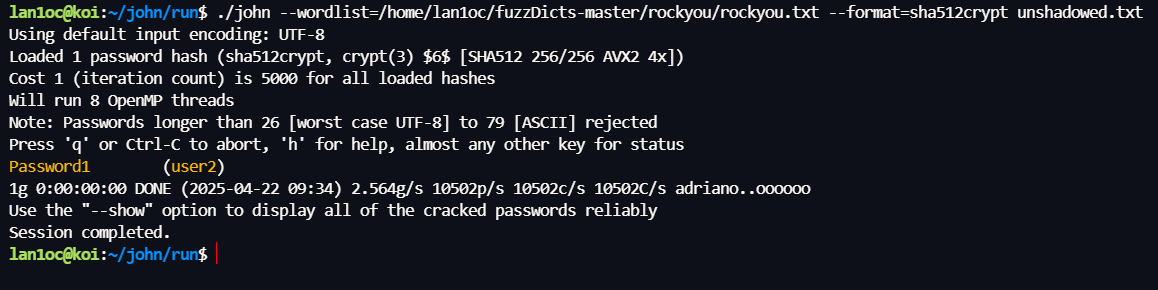 lan1oc@koi:~/john/run$ ./john --wordlist=/home/lan1oc/fuzzDicts-master/rockyou/rockyou.txt --format=sha512crypt unshadowed.txt
Using default input encoding: UTF-8
Loaded 1 password hash (sha512crypt, crypt(3) $6$ [SHA512 256/256 AVX2 4x])
Cost 1 (iteration count) is 5000 for all loaded hashes
Will run 8 OpenMP threads
Note: Passwords longer than 26 [worst case UTF-8] to 79 [ASCII] rejected
Press 'q' or Ctrl-C to abort, 'h' for help, almost any other key for status
Password1        (user2)
1g 0:00:00:00 DONE (2025-04-22 09:34) 2.564g/s 10502p/s 10502c/s 10502C/s adriano..oooooo
Use the "--show" option to display all of the cracked passwords reliably
Session completed.
lan1oc@koi:~/john/run$